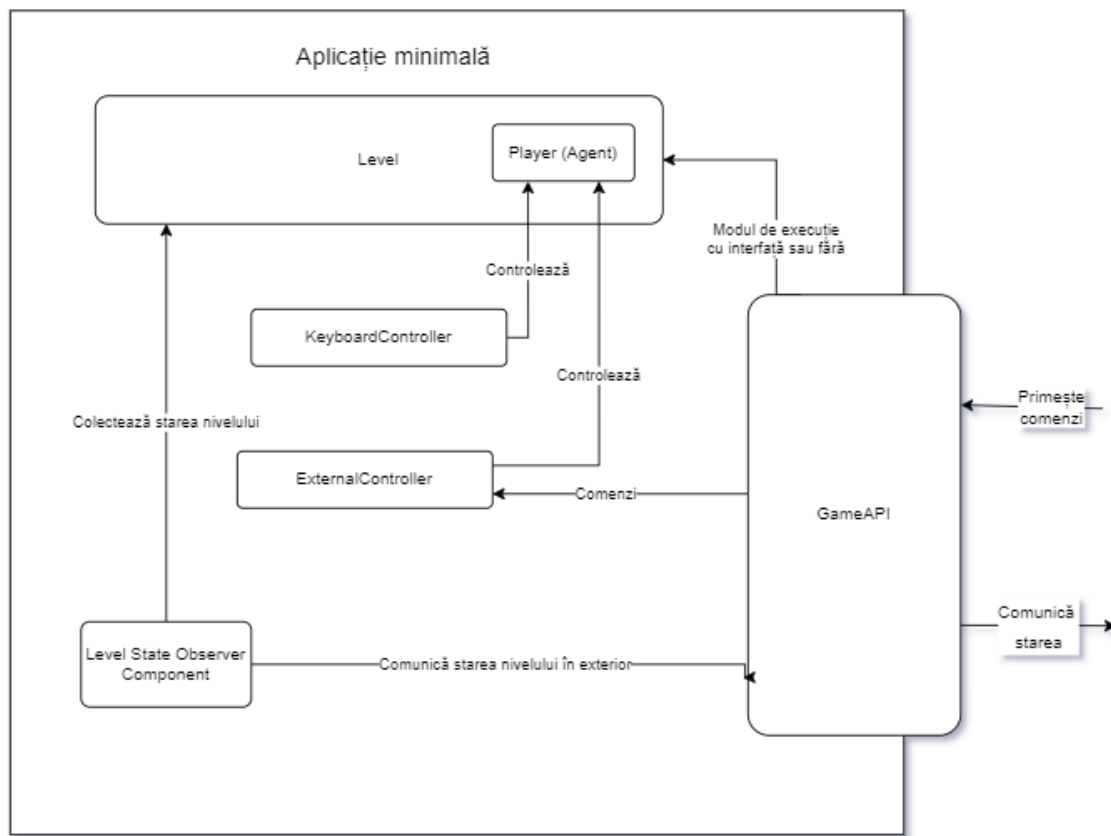 Aplicație minimală
Level
Player (Agent)
Modul de execuție
cu interfață sau fără
Controlează
KeyboardController
Controlează
Primește
comenzi
Colectează starea nivelului
ExternalController
Comenzi
GameAPI
Comunică
starea
Level State Observer
Component
Comunică starea nivelului în exterior